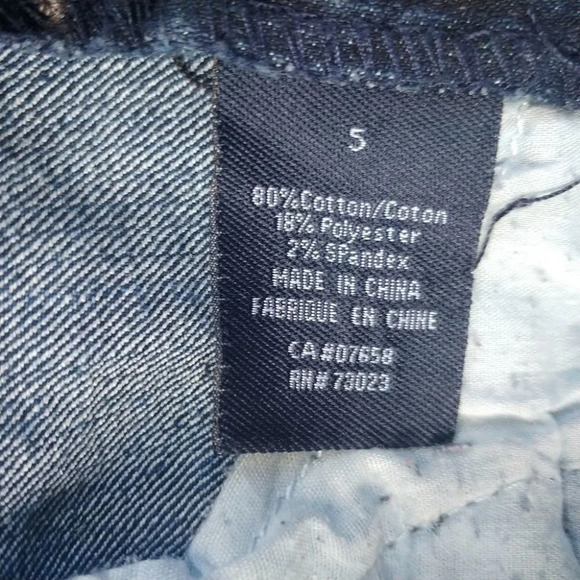 5
80%Cotton/Coton
18% Polyester
2% SPandex
MADE IN CHINA
FABRIQUE EN CHINE
CA#07658
RN# 73023